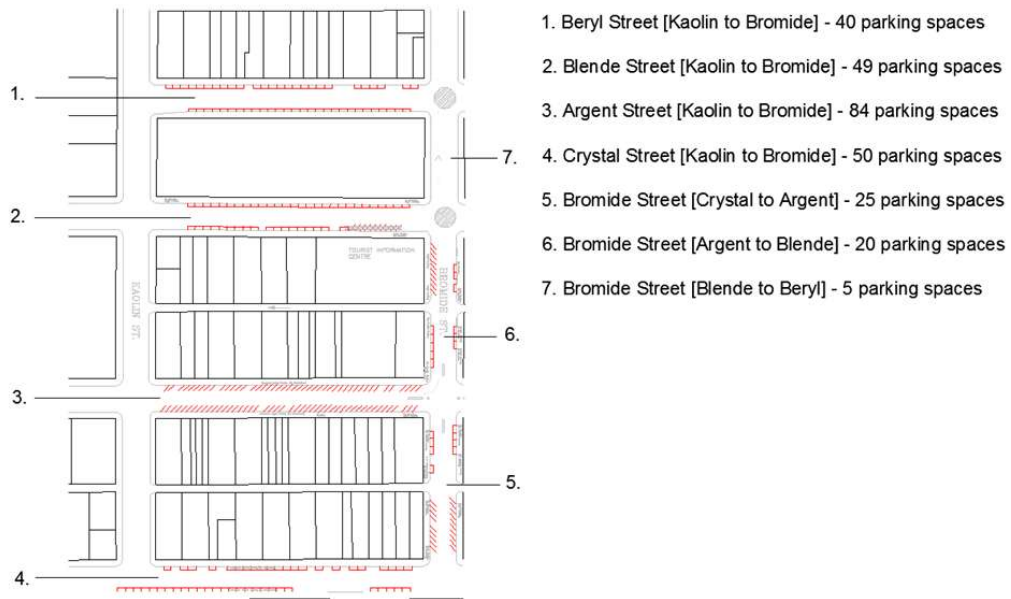 1. Beryl Street [Kaolin to Bromide] - 40 parking spaces
2. Blende Street [Kaolin to Bromide] - 49 parking spaces
3. Argent Street [Kaolin to Bromide] - 84 parking spaces
4. Crystal Street [Kaolin to Bromide] - 50 parking spaces
5. Bromide Street [Crystal to Argent] - 25 parking spaces
6. Bromide Street [Argent to Blende] - 20 parking spaces
7. Bromide Street [Blende to Beryl] - 5 parking spaces
1.
7.
2.
TOURIST INFORMATION
CENTRE
KAOLIN ST.
BROMIDE ST.
6.
3.
5.
4.